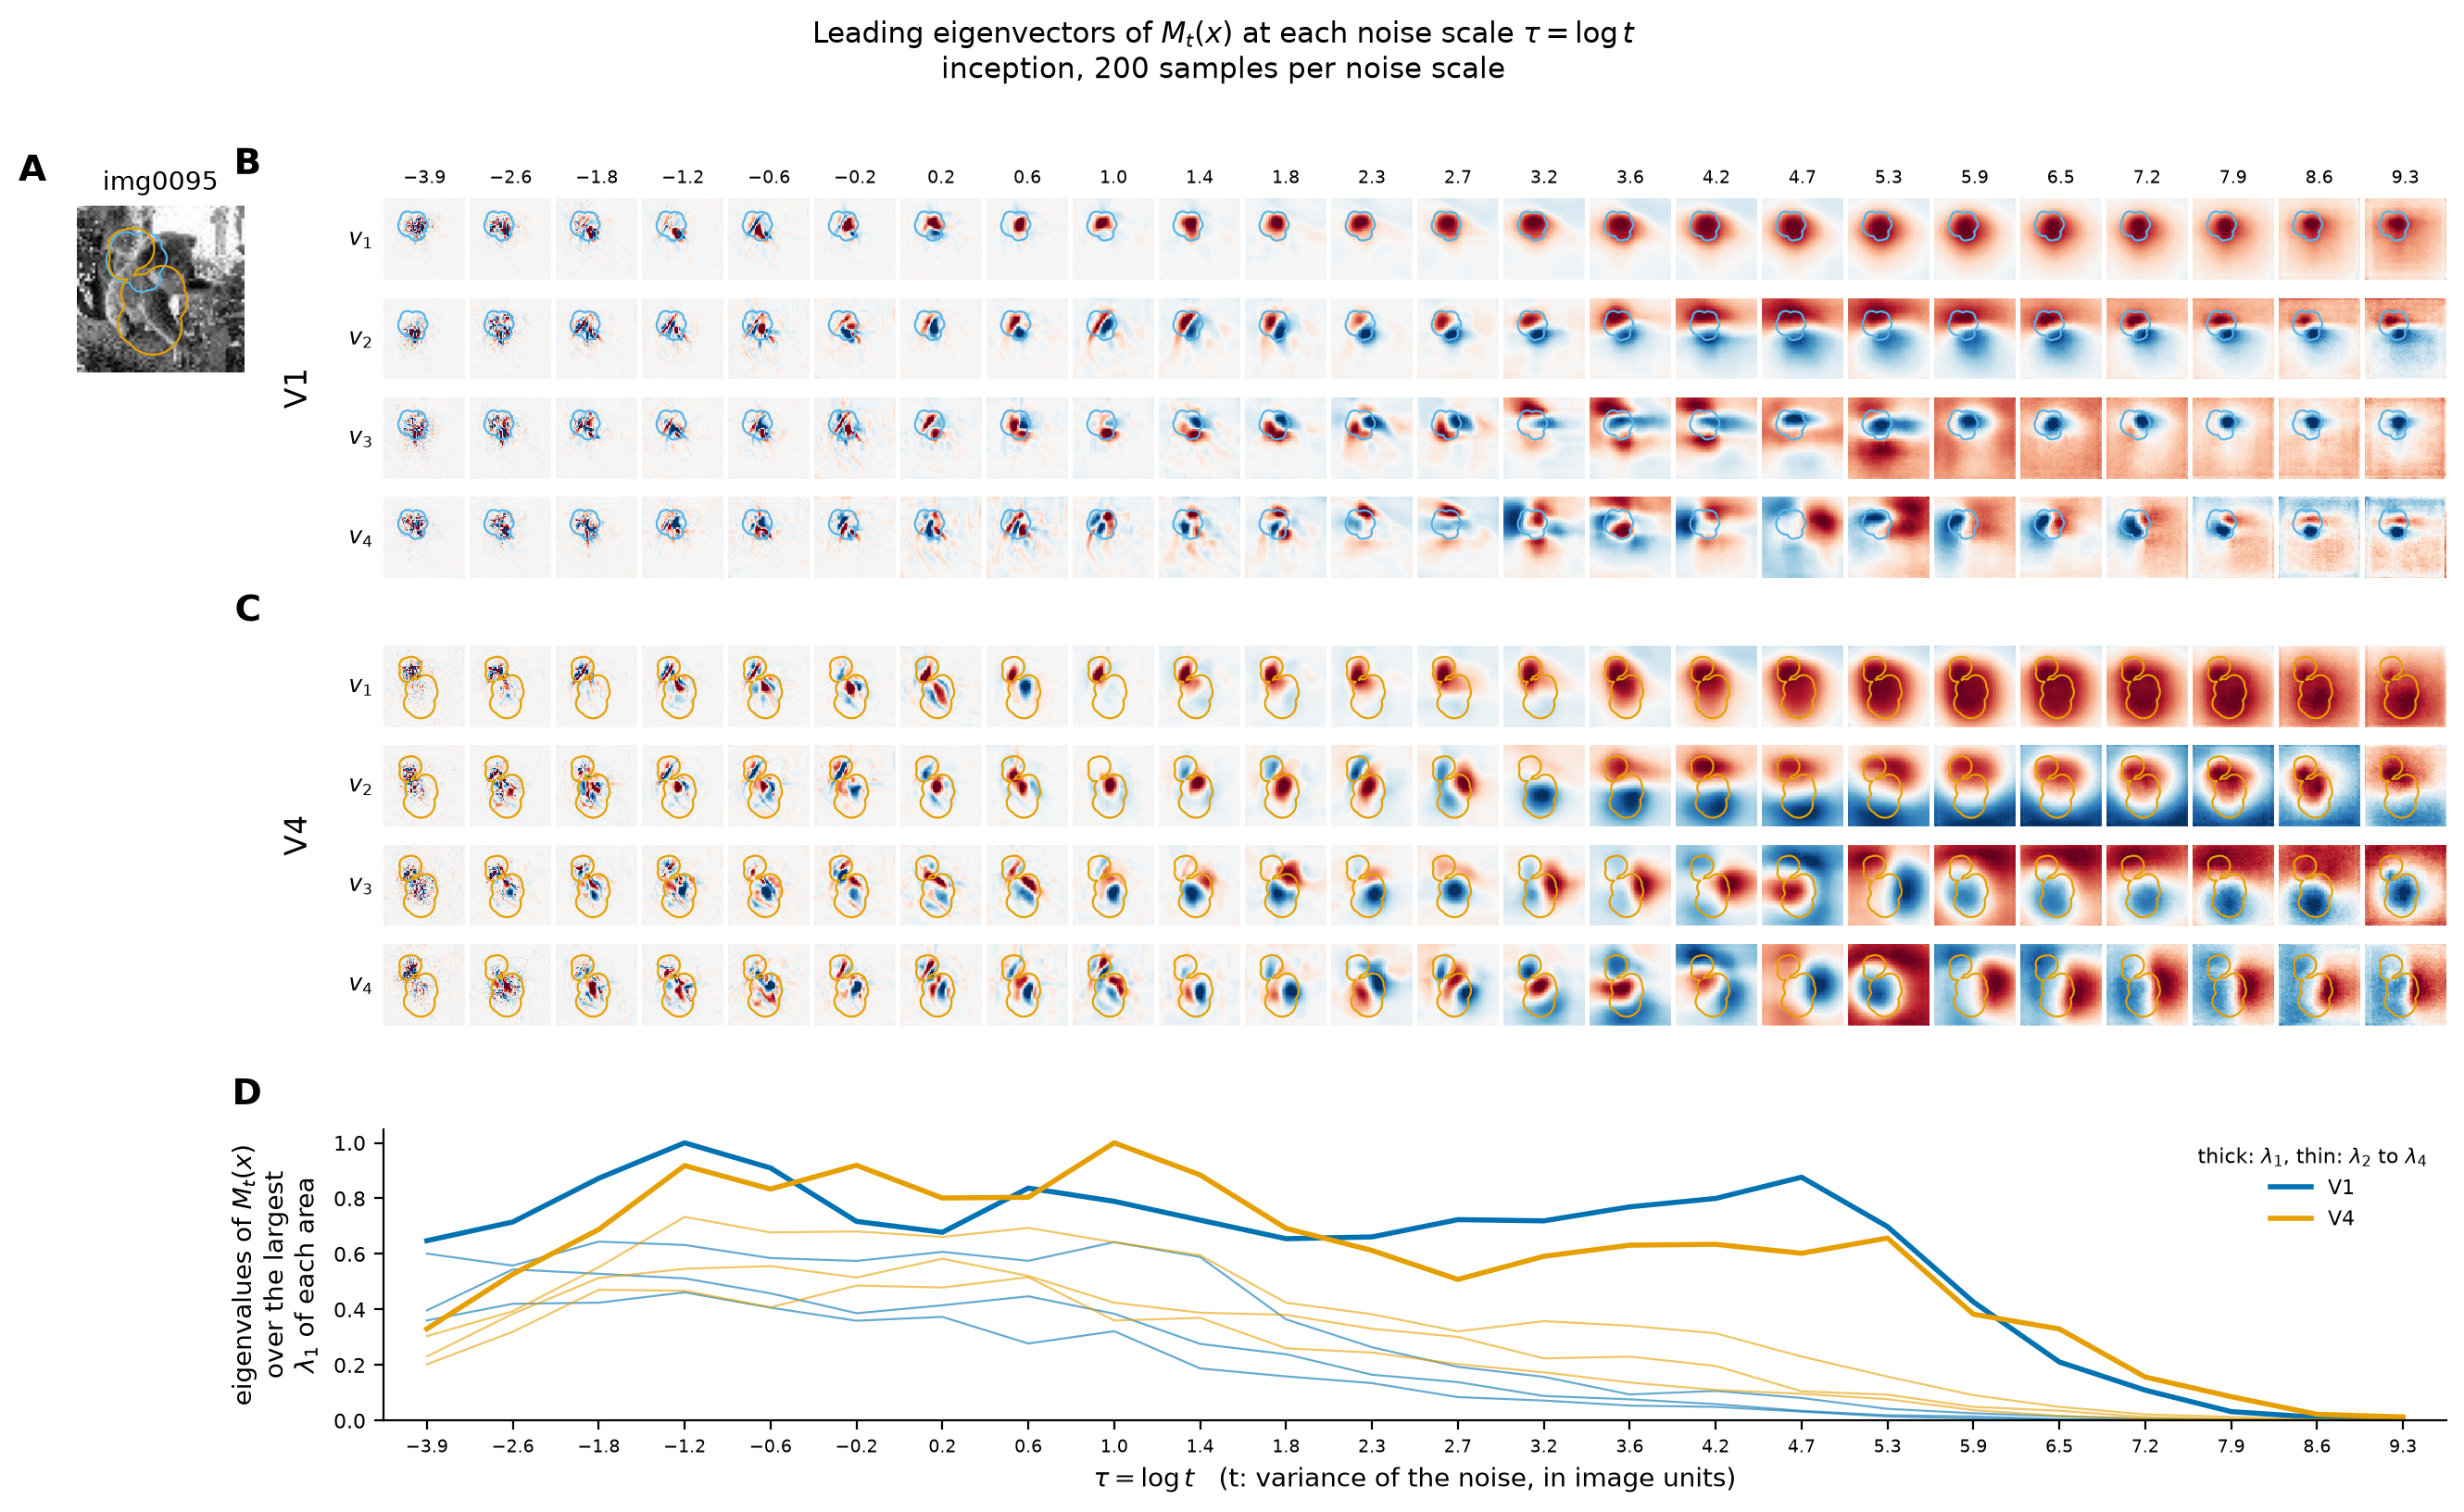 Leading eigenvectors of M_t(x) at each noise scale τ = log t
inception, 200 samples per noise scale
A
img0095
B
−3.9 −2.6 −1.8 −1.2 −0.6 −0.2 0.2 0.6 1.0 1.4 1.8 2.3 2.7 3.2 3.6 4.2 4.7 5.3 5.9 6.5 7.2 7.9 8.6 9.3
V1
v₁
v₂
v₃
v₄
C
V4
v₁
v₂
v₃
v₄
D
eigenvalues of M_t(x)
over the largest
λ₁ of each area
1.0
0.8
0.6
0.4
0.2
0.0
thick: λ₁, thin: λ₂ to λ₄
V1
V4
−3.9 −2.6 −1.8 −1.2 −0.6 −0.2 0.2 0.6 1.0 1.4 1.8 2.3 2.7 3.2 3.6 4.2 4.7 5.3 5.9 6.5 7.2 7.9 8.6 9.3
τ = log t (t: variance of the noise, in image units)